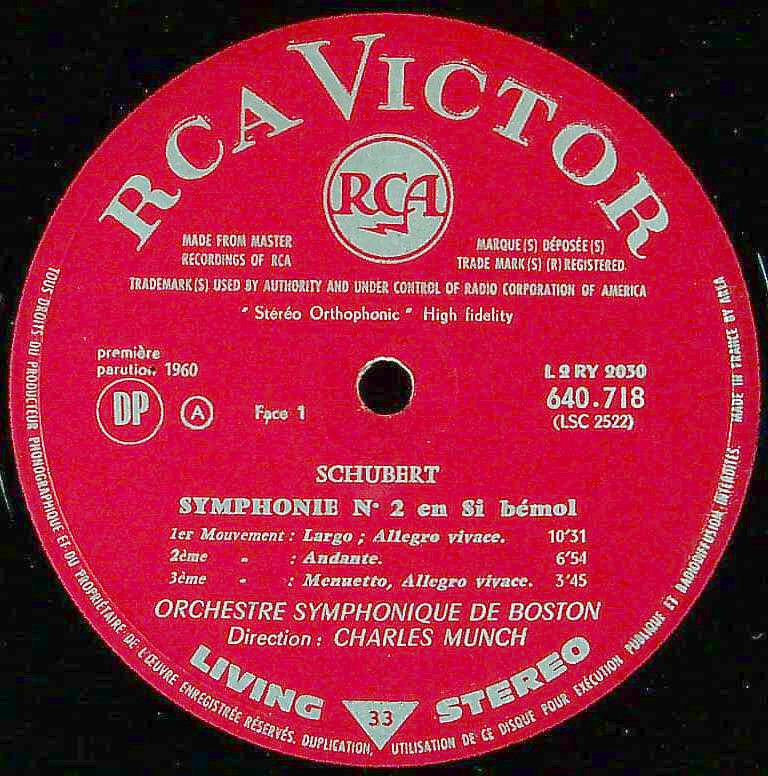 RCA VICTOR
RCA
MADE FROM MASTER
RECORDINGS OF RCA
MARQUE(S) DÉPOSÉE(S)
TRADE MARK(S) (R) REGISTERED.
TRADEMARK(S) USED BY AUTHORITY AND UNDER CONTROL OF RADIO CORPORATION OF AMERICA
" Stéréo Orthophonic " High fidelity
première
parution 1960
DP
A
Face 1
L 2 RY 2030
640.718
(LSC 2522)
SCHUBERT
SYMPHONIE N° 2 en Si bémol
1er Mouvement : Largo ; Allegro vivace. 10'31
2ème - : Andante. 6'54
3ème - : Menuetto, Allegro vivace. 3'45
ORCHESTRE SYMPHONIQUE DE BOSTON
Direction : CHARLES MUNCH
LIVING STEREO
33
TOUS DROITS DU PRODUCTEUR PHONOGRAPHIQUE ET DU PROPRIÉTAIRE DE L'ŒUVRE ENREGISTRÉE RÉSERVÉS. DUPLICATION, UTILISATION DE CE DISQUE POUR EXÉCUTION PUBLIQUE ET RADIODIFFUSION INTERDITES.
MADE IN FRANCE BY AREA